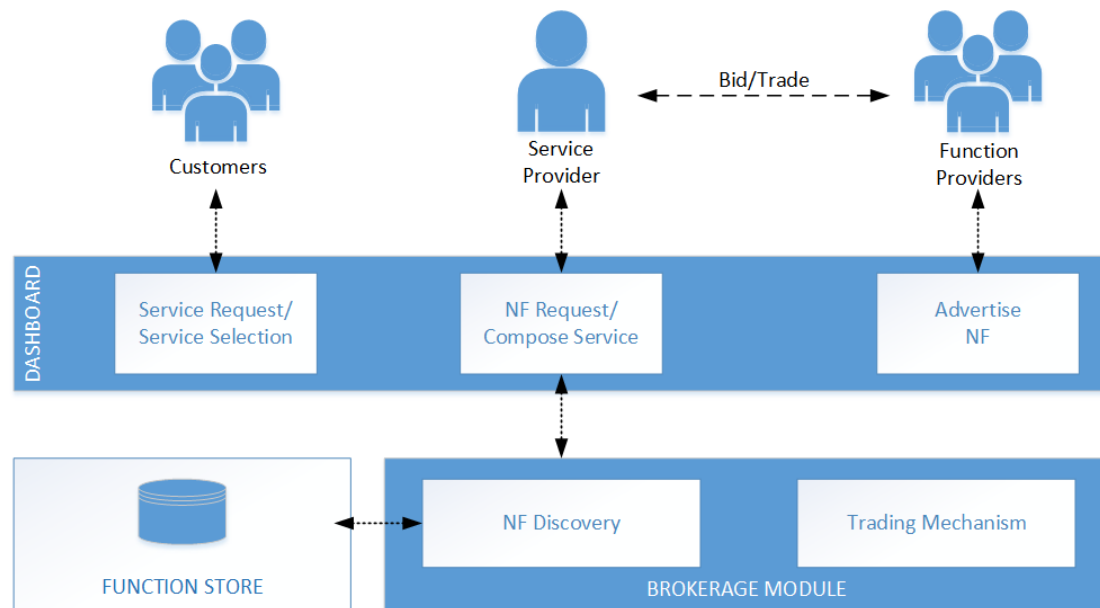 Bid/Trade
Customers
Service
Provider
Function
Providers
DASHBOARD
Service Request/
Service Selection
NF Request/
Compose Service
Advertise
NF
FUNCTION STORE
NF Discovery
Trading Mechanism
BROKERAGE MODULE